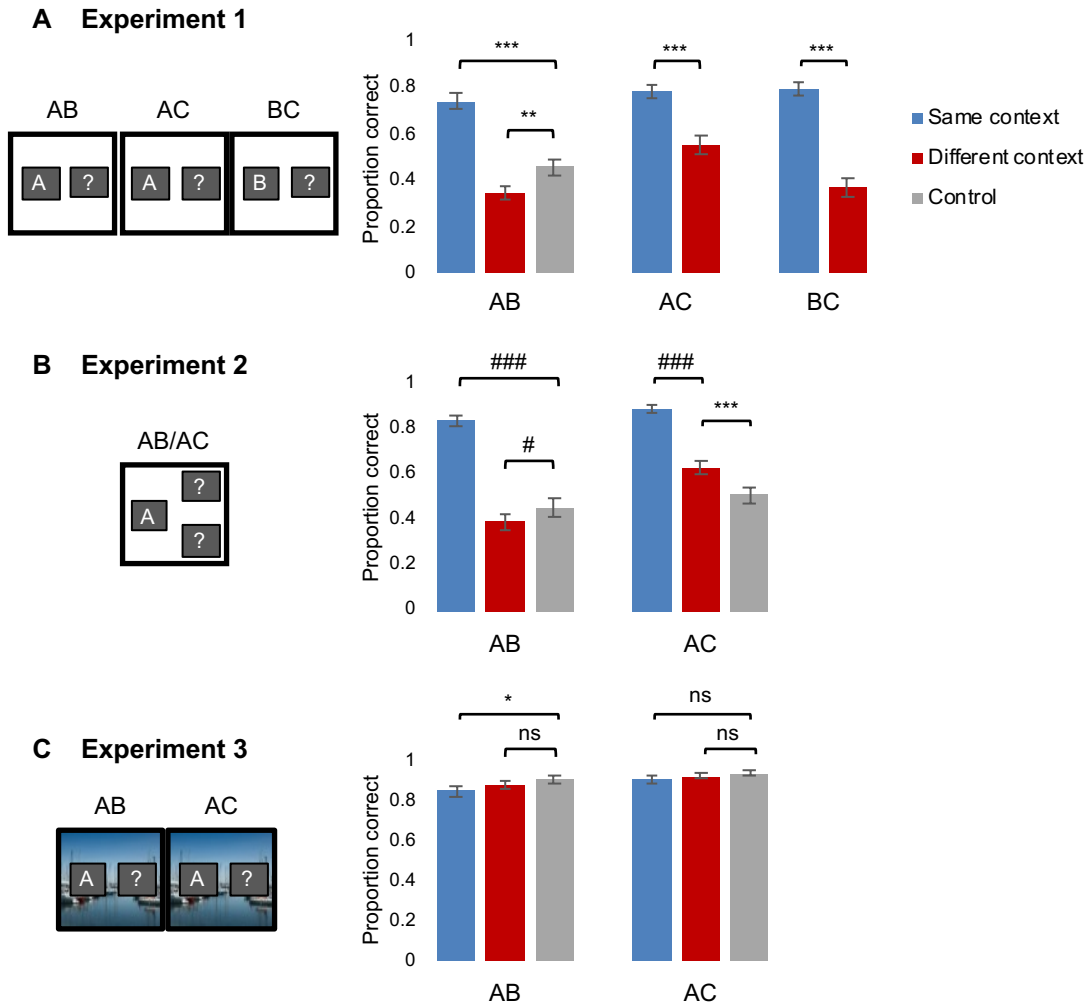 A Experiment 1
AB AC BC
A ? A ? B ?
Proportion correct
1
0.8
0.6
0.4
0.2
0
*** ** *** ***
AB AC BC
Same context
Different context
Control
B Experiment 2
AB/AC
A ? ?
Proportion correct
1
0.8
0.6
0.4
0.2
0
### # ### ***
AB AC
C Experiment 3
AB AC
A ? A ?
Proportion correct
1
0.8
0.6
0.4
0.2
0
* ns ns ns
AB AC